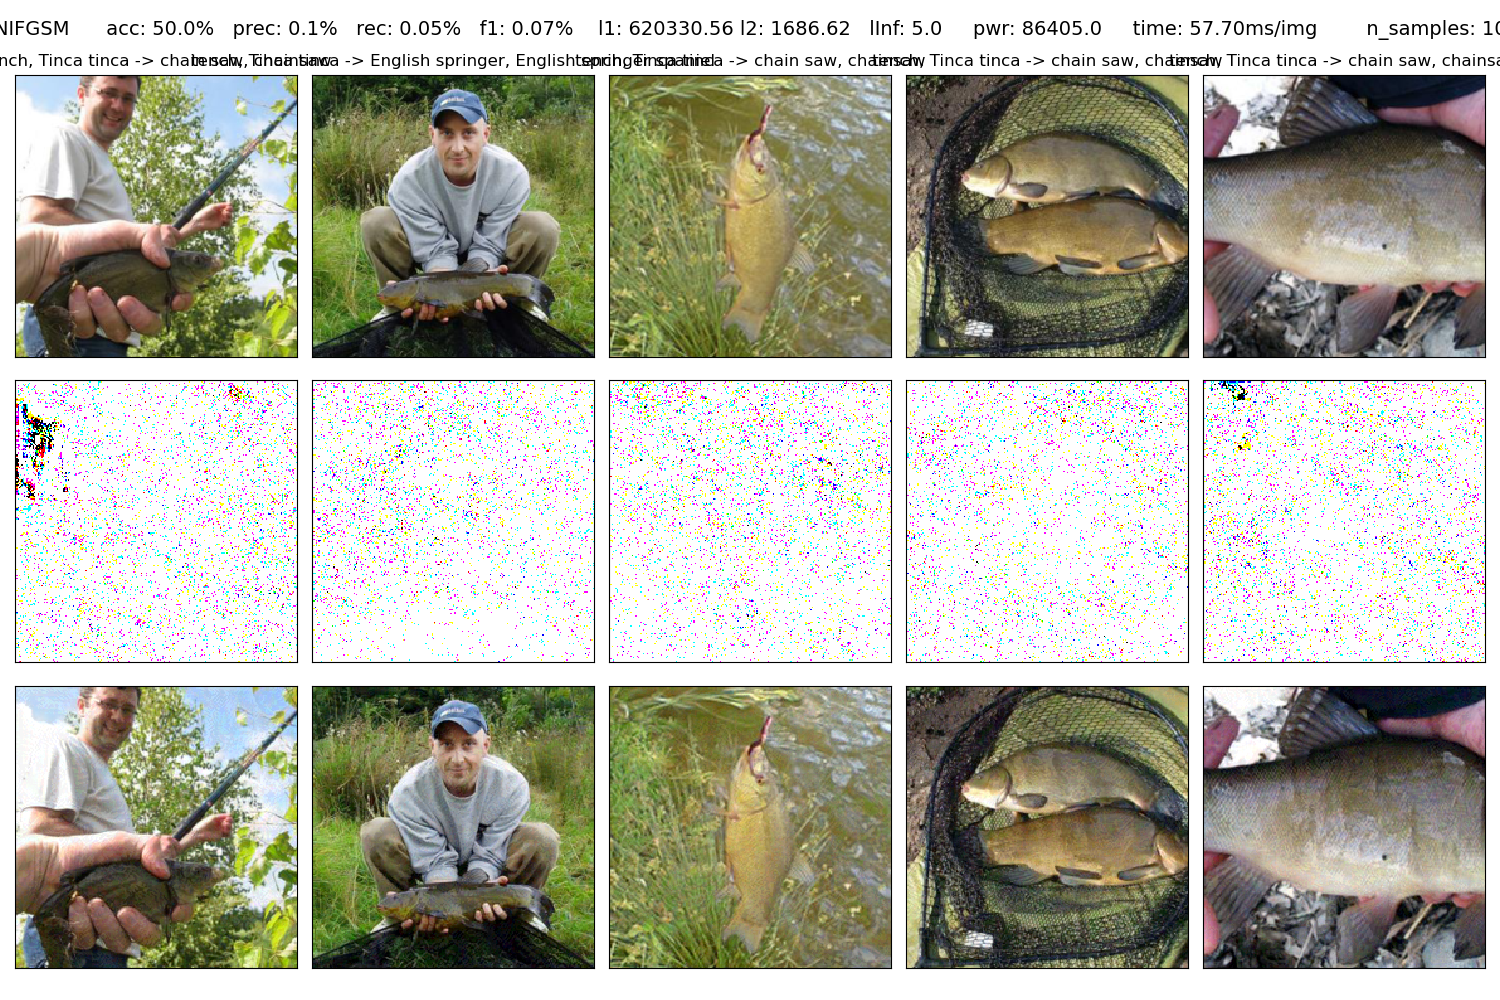 NIFGSM acc: 50.0% prec: 0.1% rec: 0.05% f1: 0.07% l1: 620330.56 l2: 1686.62 lInf: 5.0 pwr: 86405.0 time: 57.70ms/img n_samples: 10
nch, Tinca tinca -> chain saw, chainsaw
tench, Tinca tinca -> English springer, English springer spaniel
tench, Tinca tinca -> chain saw, chainsaw
tench, Tinca tinca -> chain saw, chainsaw
tench, Tinca tinca -> chain saw, chainsa